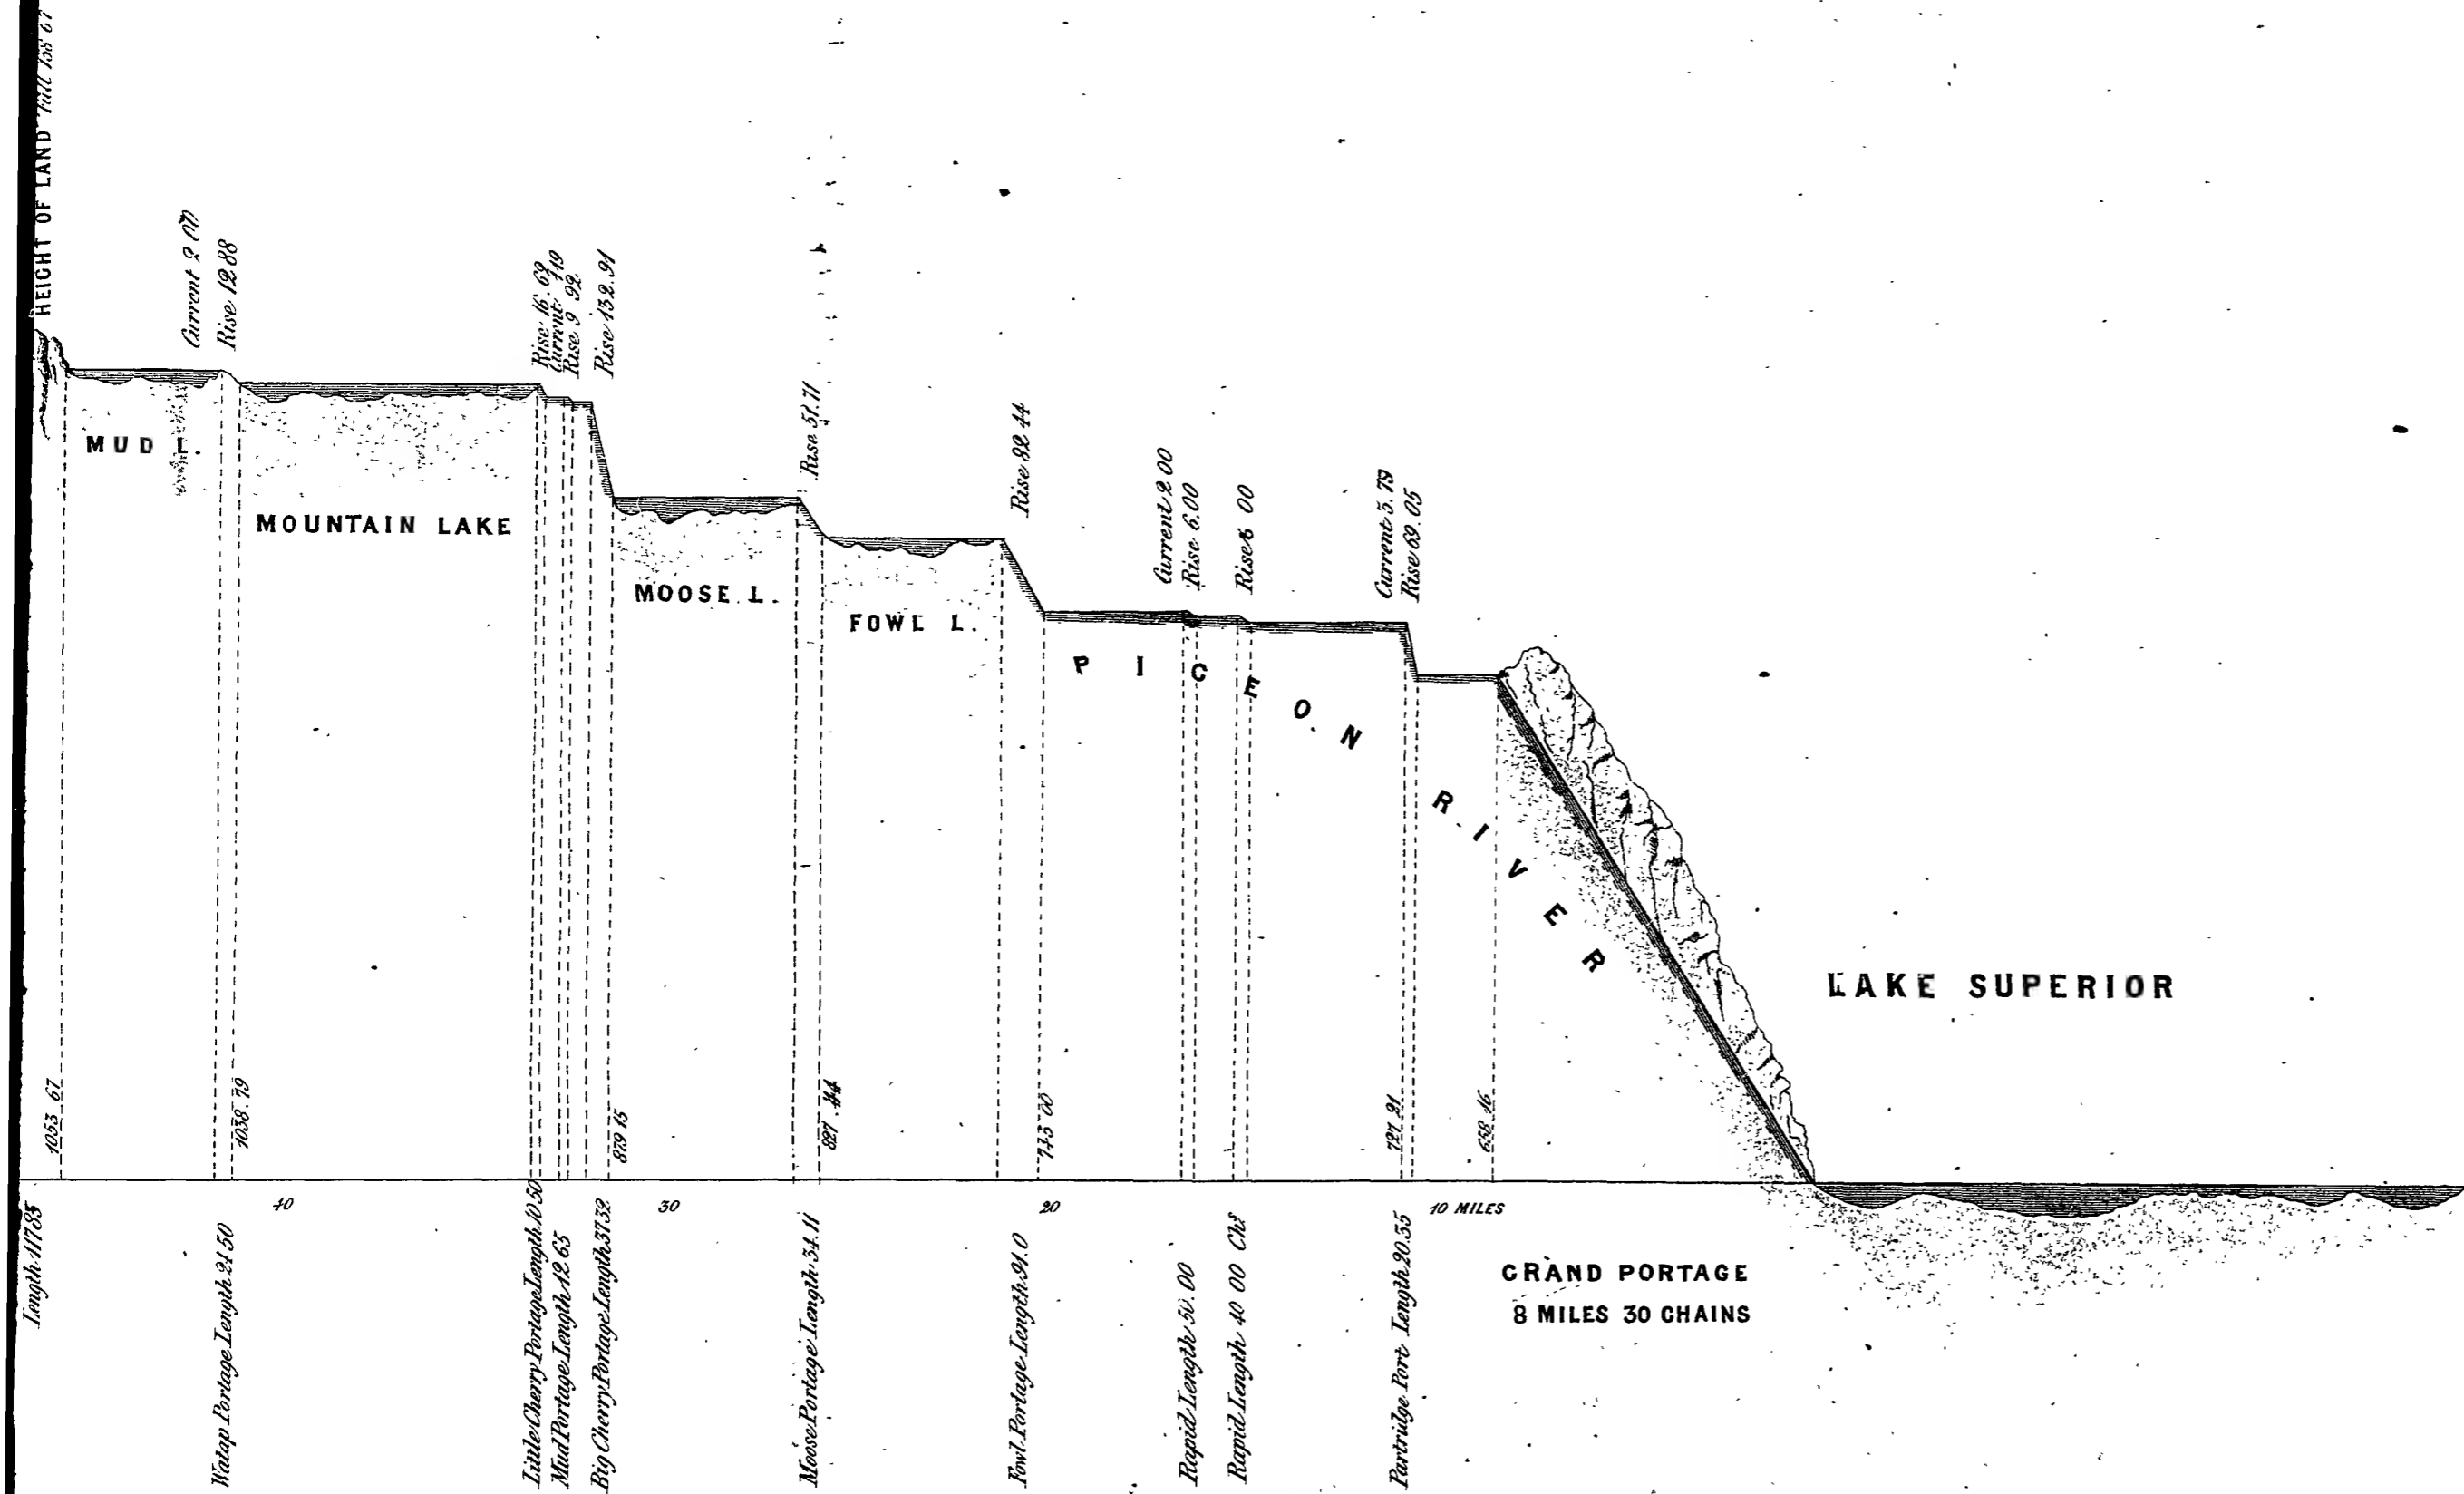 HEIGHT OF LAND
Current 2 00
Rise 12 88
Rise 16.62
Current 1.19
Rise 9 92
Rise 132.91
Rise 51.71
Rise 82 44
Current 2 00
Rise 6.00
Rise 6 00
Current 5.79
Rise 69.05
MUD L.
MOUNTAIN LAKE
MOOSE L.
FOWL L.
PIGEON RIVER
LAKE SUPERIOR
1053 67
1038.79
879 15
827.44
745 00
727 21
658.16
40
30
20
10 MILES
Length 117 85
Watap Portage Length 24 50
Little Cherry Portage Length 10 50
Mud Portage Length 12 65
Big Cherry Portage Length 37 32
Moose Portage Length 34.11
Fowl Portage Length 91.0
Rapid Length 50.00
Rapid Length 40 00 Chs
Partridge Port Length 20.55
GRAND PORTAGE
8 MILES 30 CHAINS